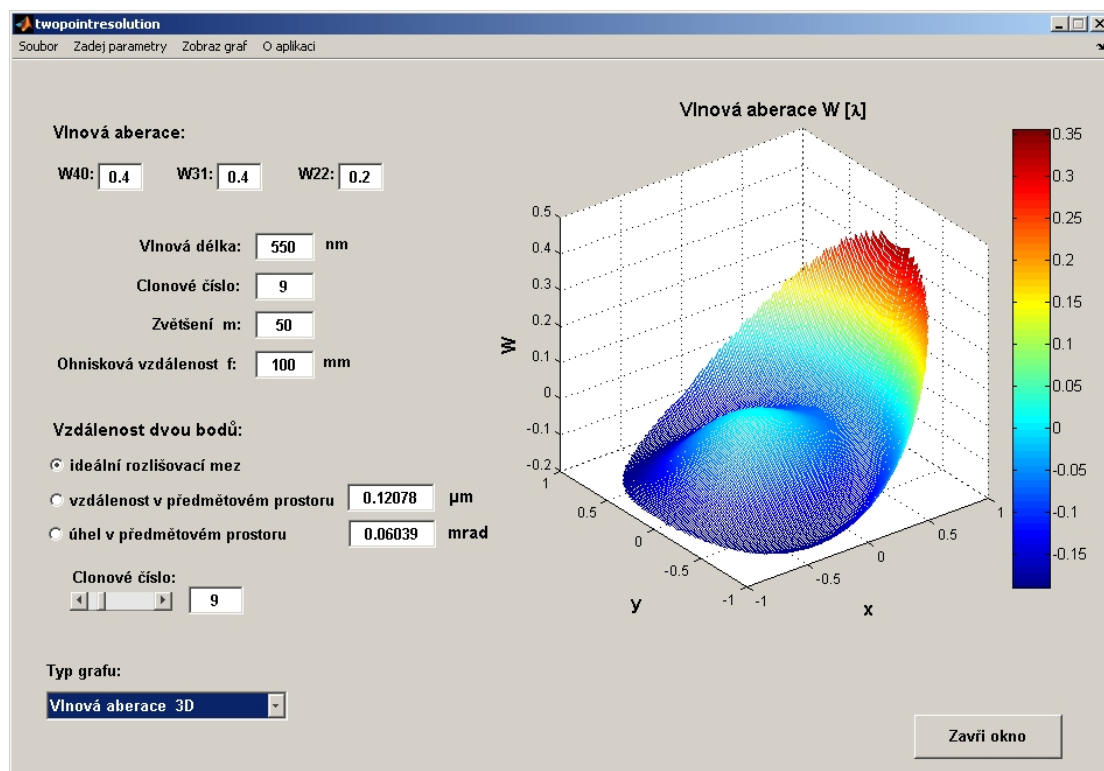 twopointresolution
Soubor Zadej parametry Zobraz graf O aplikaci
Vlnová aberace:
W40: 0.4 W31: 0.4 W22: 0.2
Vlnová délka: 550 nm
Clonové číslo: 9
Zvětšení m: 50
Ohnisková vzdálenost f: 100 mm
Vzdálenost dvou bodů:
ideální rozlišovací mez
vzdálenost v předmětovém prostoru 0.12078 µm
úhel v předmětovém prostoru 0.06039 mrad
Clonové číslo:
9
Typ grafu:
Vlnová aberace 3D
Vlnová aberace W [λ]
W
0.5
0.4
0.3
0.2
0.1
0
-0.1
-0.2
1
0.5
0
-0.5
-1
y
-1
-0.5
0
0.5
1
x
0.35
0.3
0.25
0.2
0.15
0.1
0.05
0
-0.05
-0.1
-0.15
Zavři okno